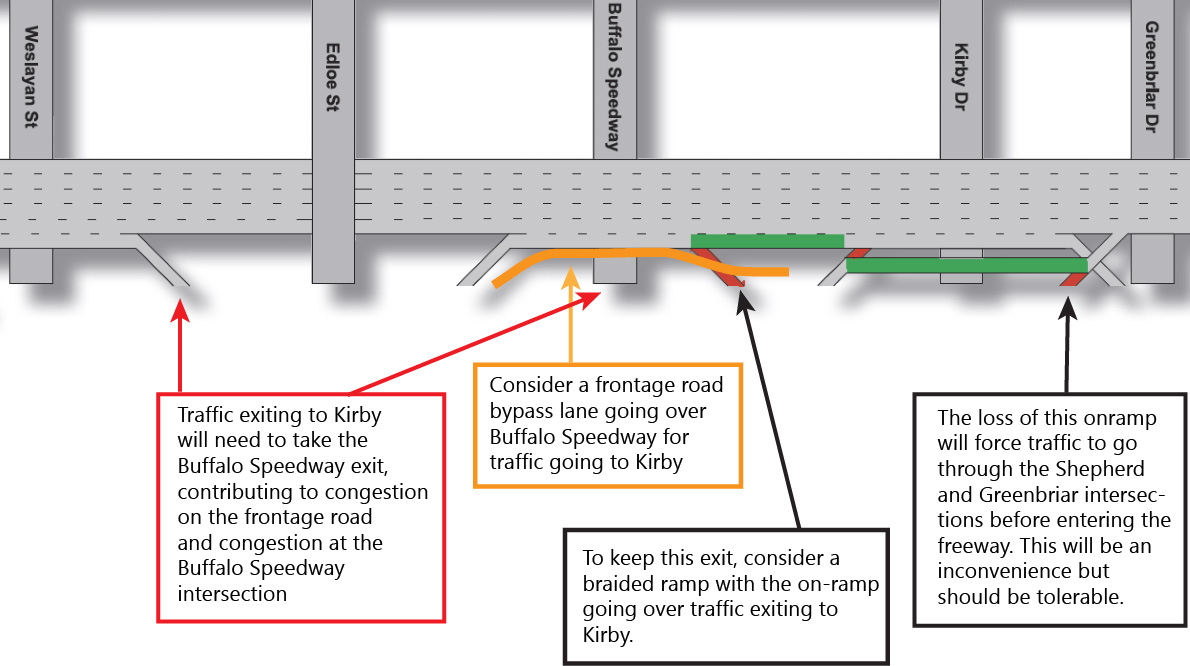 Weslayan St
Edloe St
Buffalo Speedway
Kirby Dr
Greenbriar Dr
Traffic exiting to Kirby
will need to take the
Buffalo Speedway exit,
contributing to congestion
on the frontage road
and congestion at the
Buffalo Speedway
intersection
Consider a frontage road
bypass lane going over
Buffalo Speedway for
traffic going to Kirby
To keep this exit, consider a
braided ramp with the on-ramp
going over traffic exiting to
Kirby.
The loss of this onramp
will force traffic to go
through the Shepherd
and Greenbriar intersec-
tions before entering the
freeway. This will be an
inconvenience but
should be tolerable.